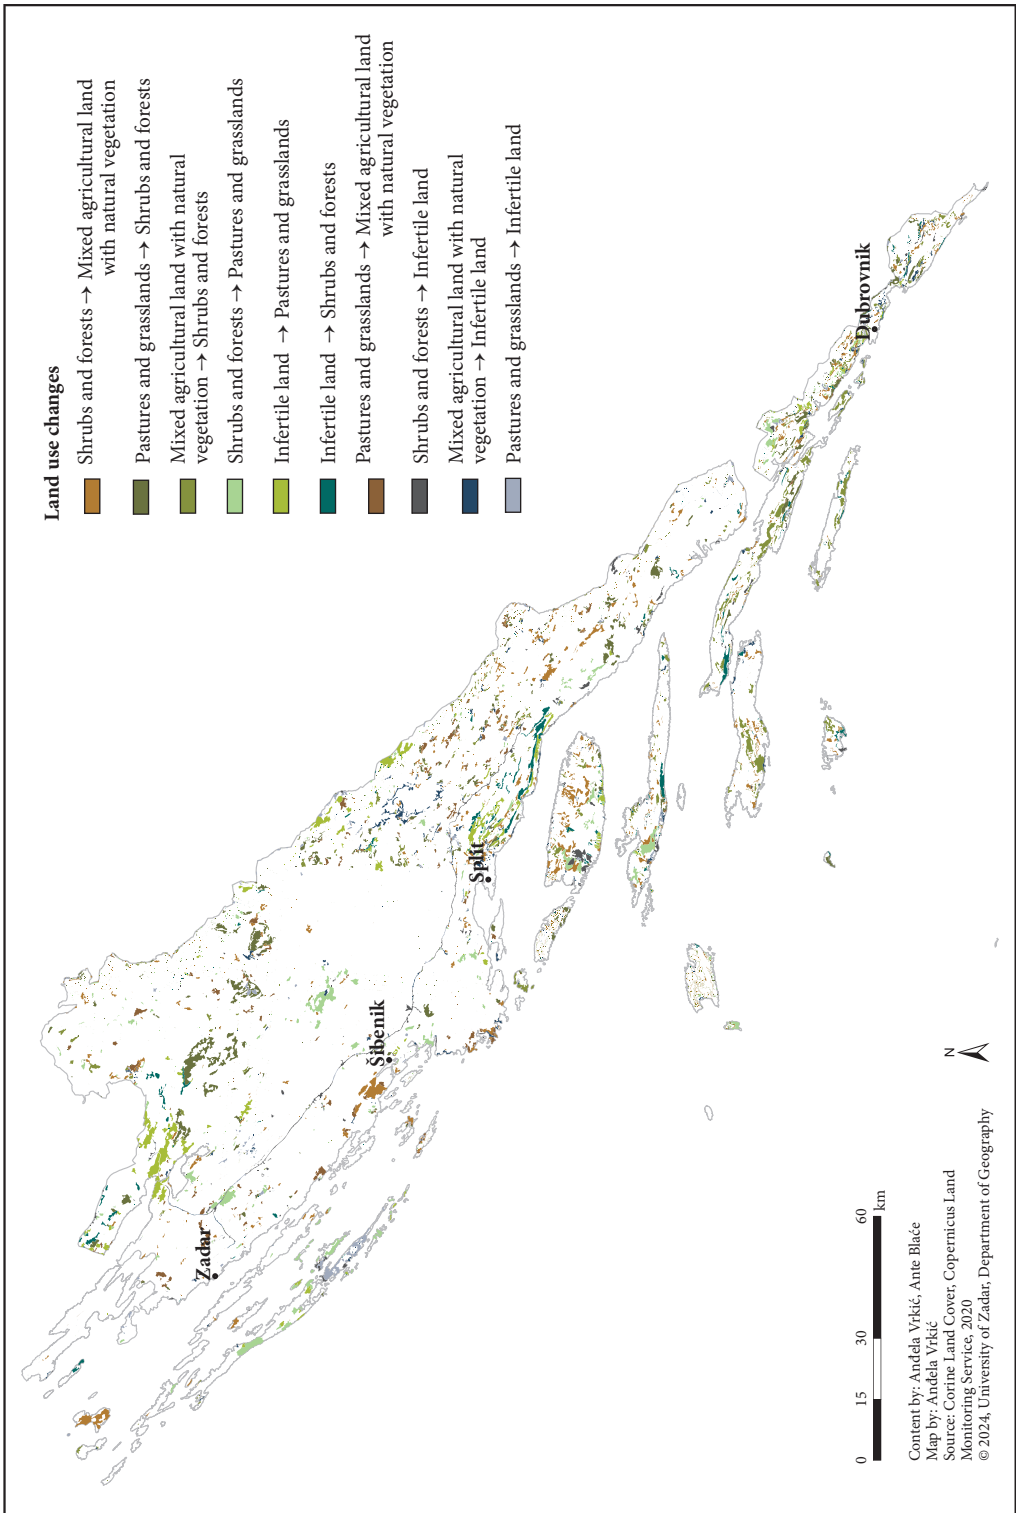 Land use changes
Shrubs and forests → Mixed agricultural land
with natural vegetation
Pastures and grasslands → Shrubs and forests
Mixed agricultural land with natural
vegetation → Shrubs and forests
Shrubs and forests → Pastures and grasslands
Infertile land → Pastures and grasslands
Infertile land → Shrubs and forests
Pastures and grasslands → Mixed agricultural land
with natural vegetation
Shrubs and forests → Infertile land
Mixed agricultural land with natural
vegetation → Infertile land
Pastures and grasslands → Infertile land
Zadar
Šibenik
Split
Dubrovnik
N
0 15 30 60
km
Content by: Anđela Vrkić, Ante Blaće
Map by: Anđela Vrkić
Source: Corine Land Cover, Copernicus Land
Monitoring Service, 2020
© 2024, University of Zadar, Department of Geography